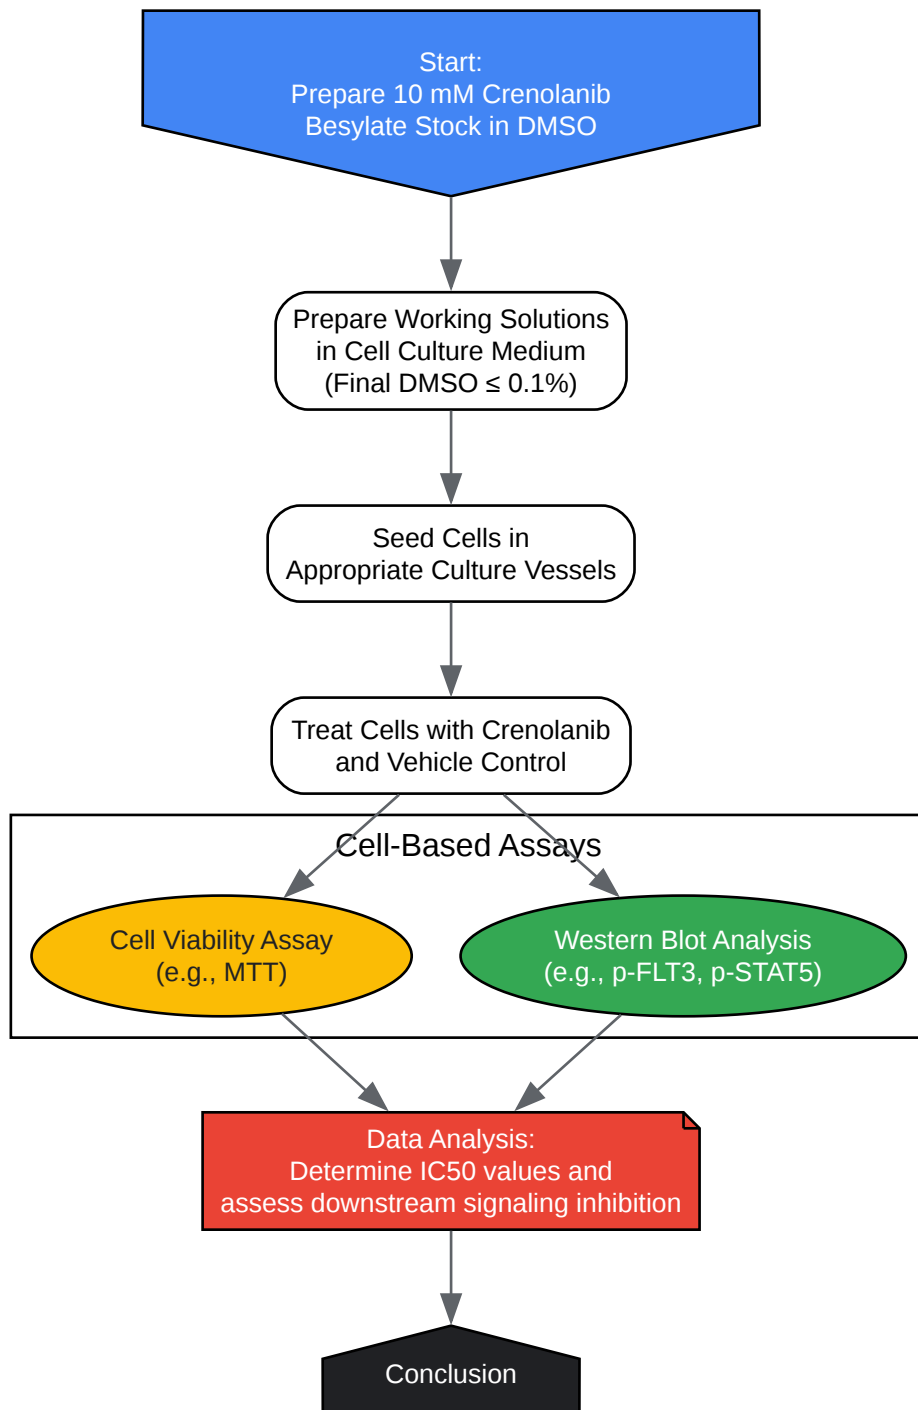 Start:
Prepare 10 mM Crenolanib
Besylate Stock in DMSO
Prepare Working Solutions
in Cell Culture Medium
(Final DMSO ≤ 0.1%)
Seed Cells in
Appropriate Culture Vessels
Treat Cells with Crenolanib
and Vehicle Control
Cell-Based Assays
Cell Viability Assay
(e.g., MTT)
Western Blot Analysis
(e.g., p-FLT3, p-STAT5)
Data Analysis:
Determine IC50 values and
assess downstream signaling inhibition
Conclusion